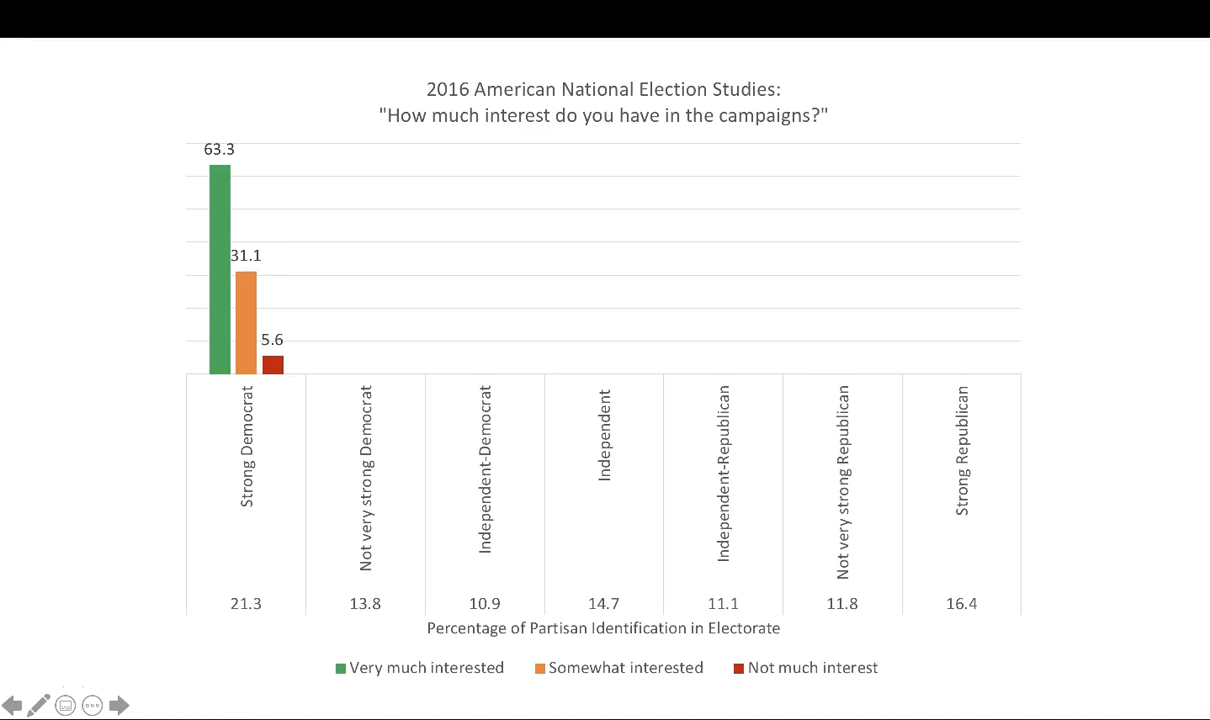 2016 American National Election Studies:
"How much interest do you have in the campaigns?"
63.3
31.1
5.6
Strong Democrat
Not very strong Democrat
Independent-Democrat
Independent
Independent-Republican
Not very strong Republican
Strong Republican
21.3
13.8
10.9
14.7
11.1
11.8
16.4
Percentage of Partisan Identification in Electorate
Very much interested
Somewhat interested
Not much interest